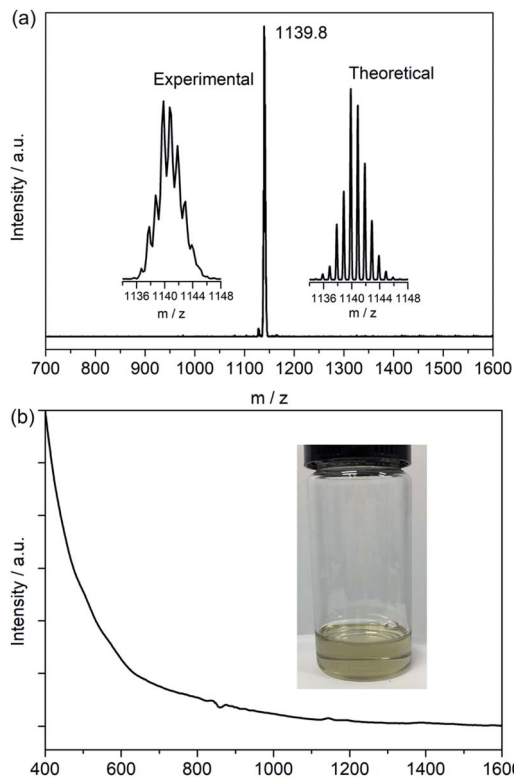 (a)
1139.8
Experimental
Theoretical
Intensity / a.u.
1136 1140 1144 1148
m / z
1136 1140 1144 1148
m / z
700 800 900 1000 1100 1200 1300 1400 1500 1600
m / z
(b)
Intensity / a.u.
400 600 800 1000 1200 1400